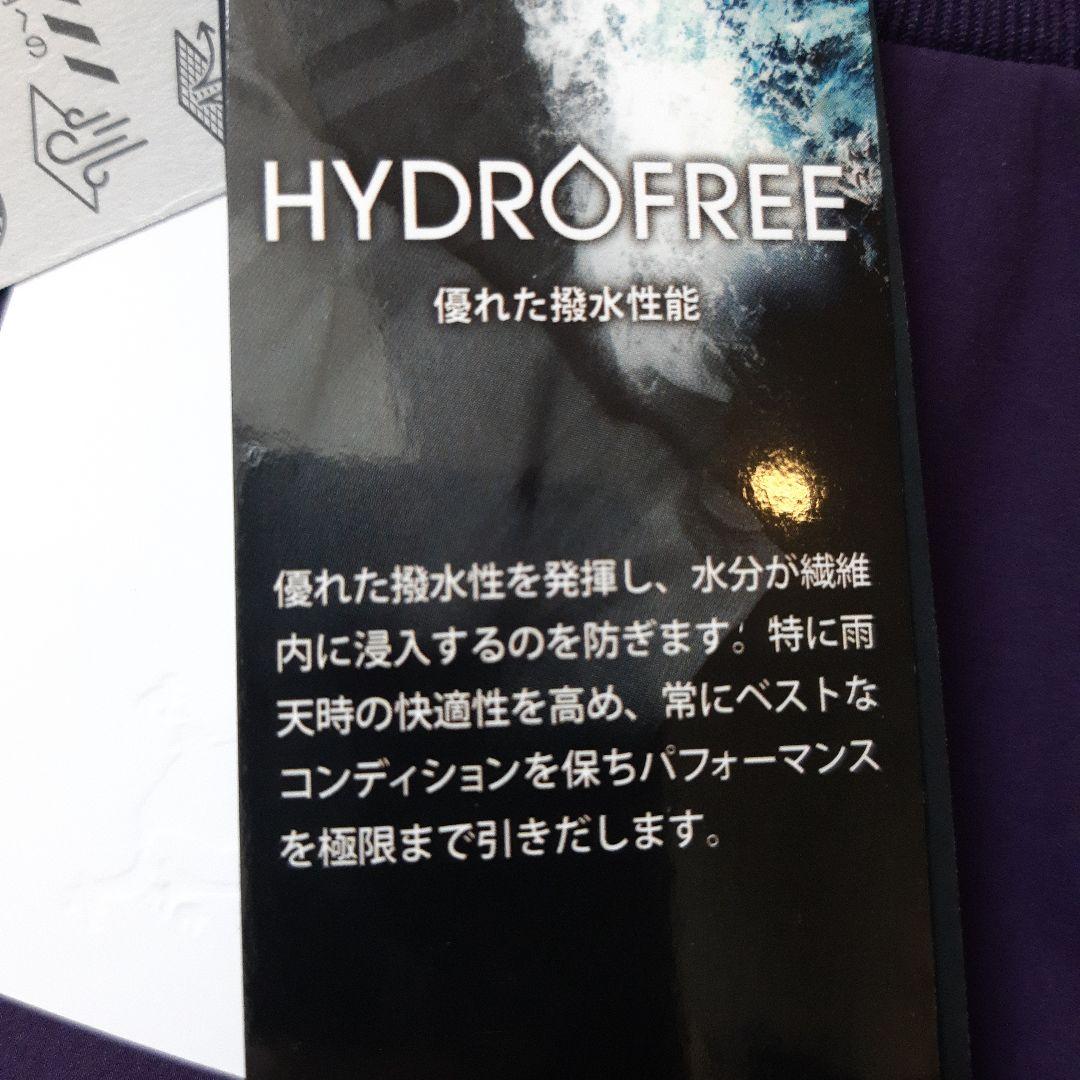 への
HYDROFREE
優れた撥水性能
優れた撥水性を発揮し、水分が繊維
内に浸入するのを防ぎます。特に雨
天時の快適性を高め、常にベストな
コンディションを保ちパフォーマンス
を極限まで引きだします。